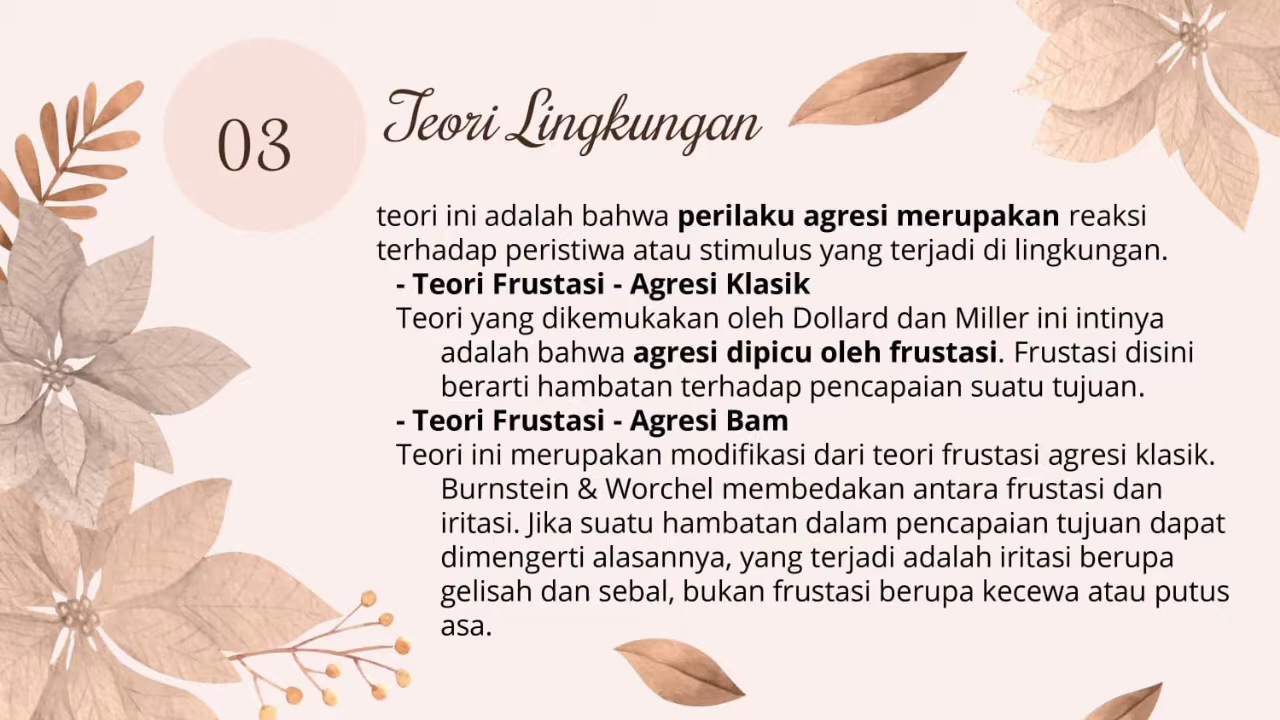 03
Teori Lingkungan
teori ini adalah bahwa perilaku agresi merupakan reaksi
terhadap peristiwa atau stimulus yang terjadi di lingkungan.
- Teori Frustasi - Agresi Klasik
Teori yang dikemukakan oleh Dollard dan Miller ini intinya
adalah bahwa agresi dipicu oleh frustasi. Frustasi disini
berarti hambatan terhadap pencapaian suatu tujuan.
- Teori Frustasi - Agresi Bam
Teori ini merupakan modifikasi dari teori frustasi agresi klasik.
Burnstein & Worchel membedakan antara frustasi dan
iritasi. Jika suatu hambatan dalam pencapaian tujuan dapat
dimengerti alasannya, yang terjadi adalah iritasi berupa
gelisah dan sebal, bukan frustasi berupa kecewa atau putus
asa.